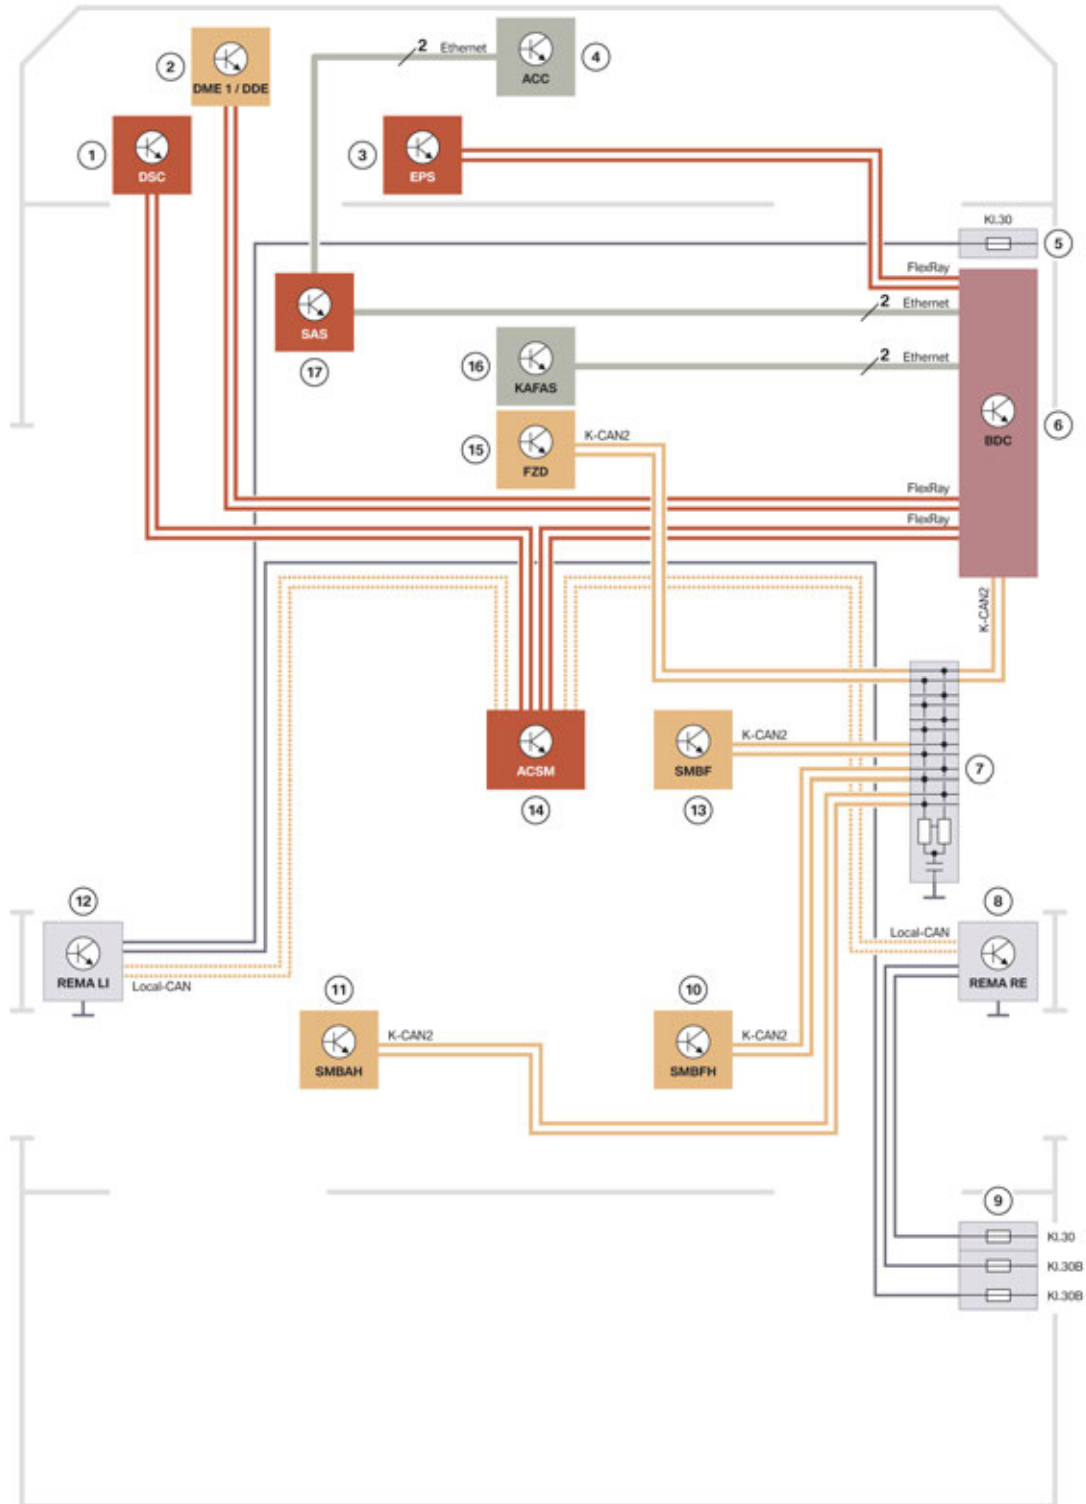 2 Ethernet
ACC
4
2
DME 1 / DDE
1
DSC
3
EPS
Kl.30
5
FlexRay
2 Ethernet
SAS
17
2 Ethernet
16
KAFAS
BDC
6
15
K-CAN2
FZD
FlexRay
FlexRay
K-CAN2
ACSM
14
K-CAN2
SMBF
13
7
12
REMA LI
Local-CAN
8
Local-CAN
REMA RE
11
K-CAN2
SMBAH
10
K-CAN2
SMBFH
9
Kl.30
Kl.30B
Kl.30B